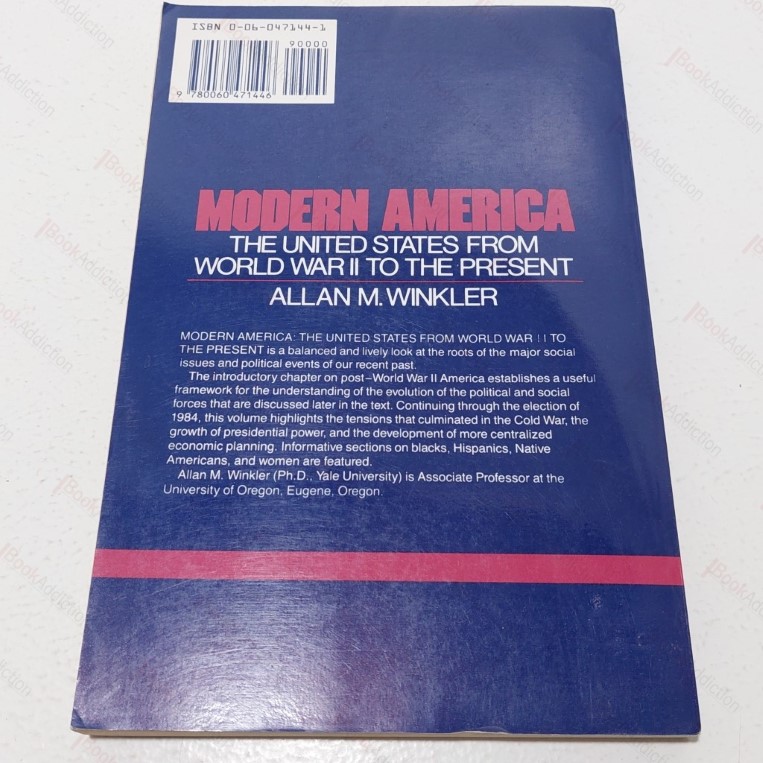 ISBN 0-06-047144-1
90000
9 780060 471446
MODERN AMERICA
THE UNITED STATES FROM
WORLD WAR II TO THE PRESENT
ALLAN M. WINKLER
MODERN AMERICA: THE UNITED STATES FROM WORLD WAR II TO
THE PRESENT is a balanced and lively look at the roots of the major social
issues and political events of our recent past.
The introductory chapter on post–World War II America establishes a useful
framework for the understanding of the evolution of the political and social
forces that are discussed later in the text. Continuing through the election of
1984, this volume highlights the tensions that culminated in the Cold War, the
growth of presidential power, and the development of more centralized
economic planning. Informative sections on blacks, Hispanics, Native
Americans, and women are featured.
Allan M. Winkler (Ph.D., Yale University) is Associate Professor at the
University of Oregon, Eugene, Oregon.